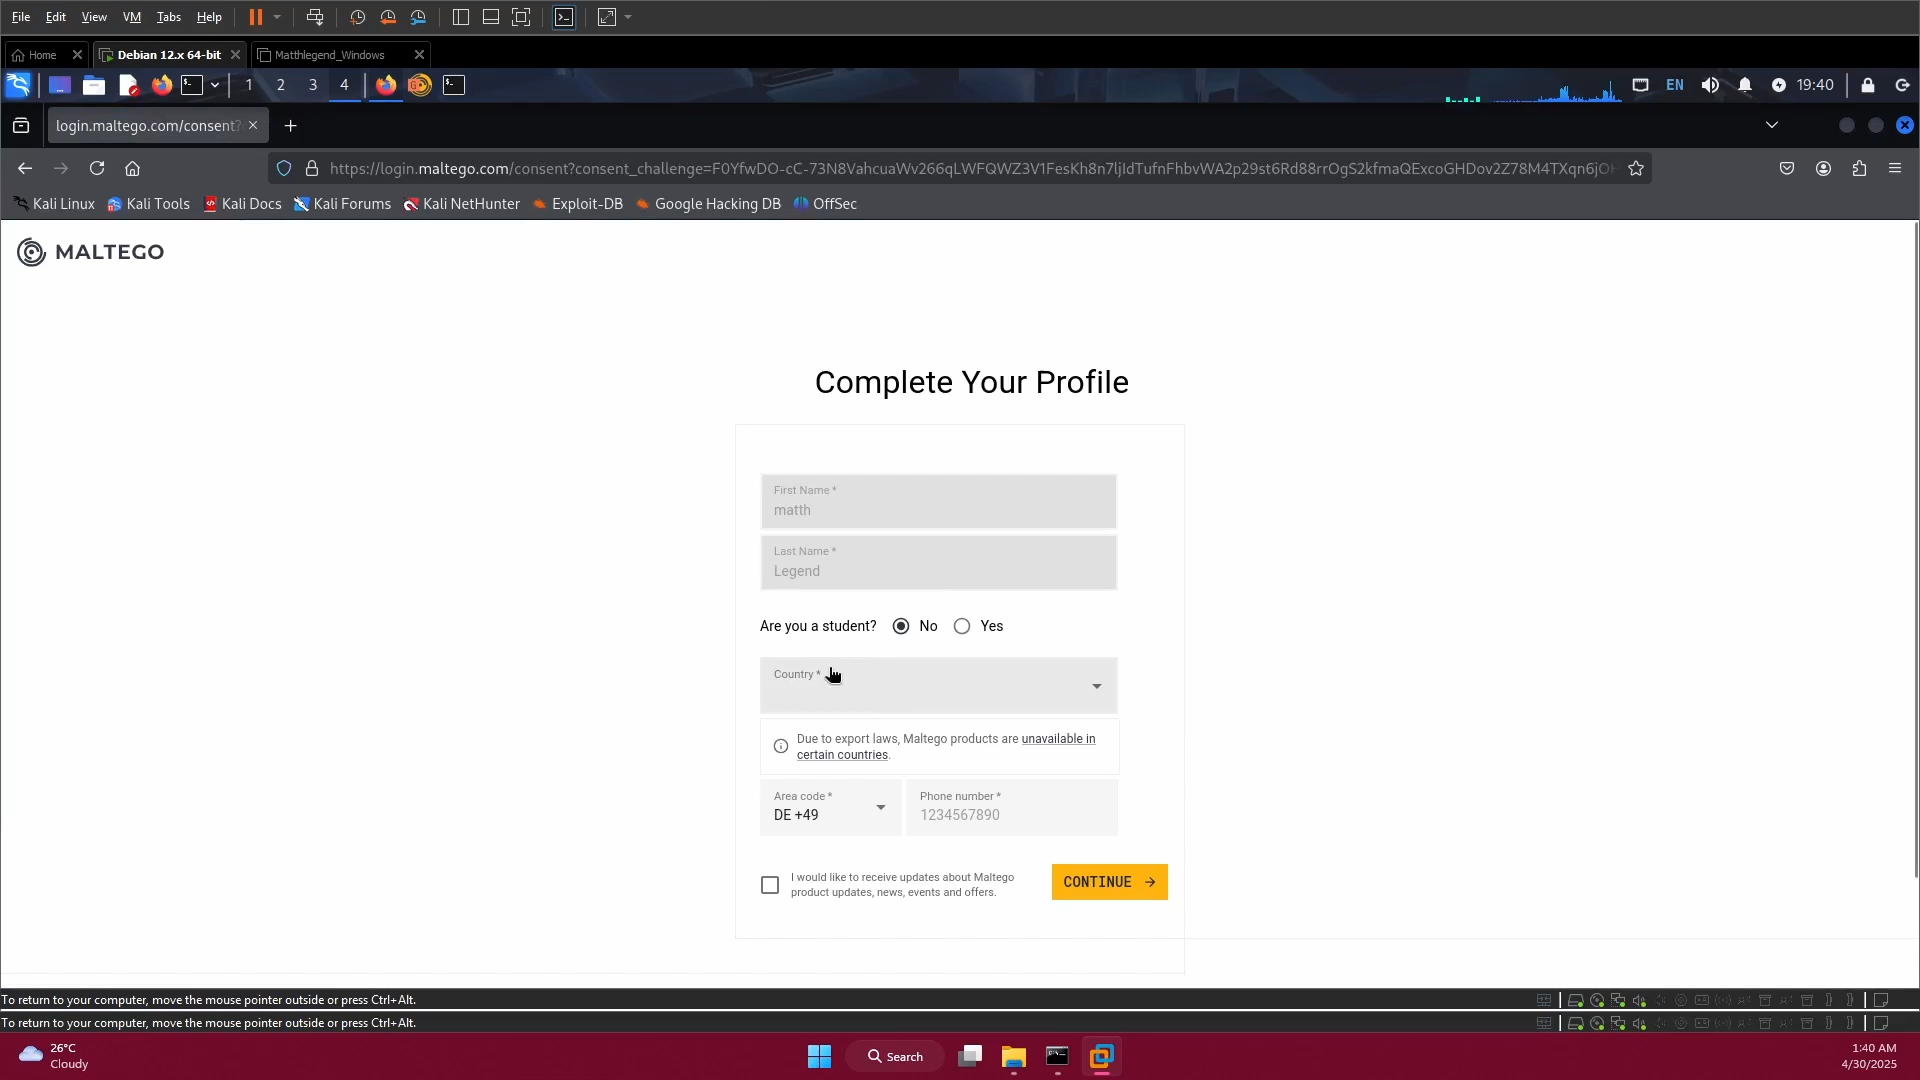 File Edit View VM Tabs Help
Home Debian 12.x 64-bit Matthlegend_Windows
1 2 3 4 EN 19:40
login.maltego.com/consent?
https://login.maltego.com/consent?consent_challenge=F0YfwDO-cC-73N8VahcuaWv266qLWFQWZ3V1FesKh8n7ljIdTufnFhbvWA2p29st6Rd88rrOgS2kfmaQExcoGHDov2Z78M4TXqn6jO
Kali Linux Kali Tools Kali Docs Kali Forums Kali NetHunter Exploit-DB Google Hacking DB OffSec
MALTEGO
Complete Your Profile
First Name *
matth
Last Name *
Legend
Are you a student? No Yes
Country *
Due to export laws, Maltego products are unavailable in
certain countries.
Area code * Phone number *
DE +49 1234567890
I would like to receive updates about Maltego
product updates, news, events and offers.
CONTINUE
To return to your computer, move the mouse pointer outside or press Ctrl+Alt.
To return to your computer, move the mouse pointer outside or press Ctrl+Alt.
26°C
Cloudy
Search
1:40 AM
4/30/2025